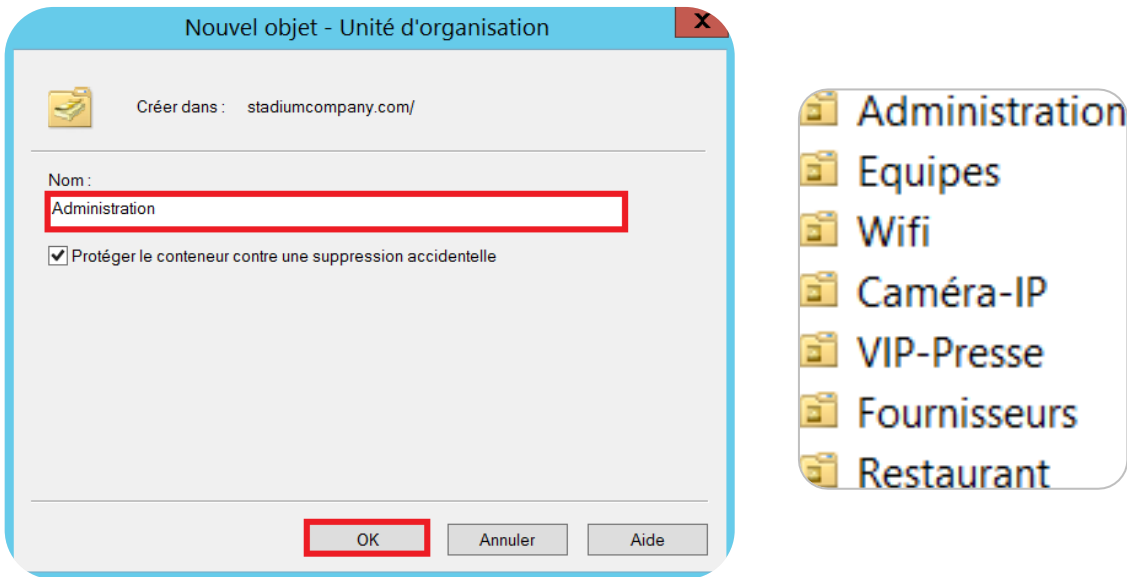 Nouvel objet - Unité d'organisation
X
Créer dans : stadiumcompany.com/
Nom :
Administration
Protéger le conteneur contre une suppression accidentelle
OK Annuler Aide
Administration
Equipes
Wifi
Caméra-IP
VIP-Presse
Fournisseurs
Restaurant